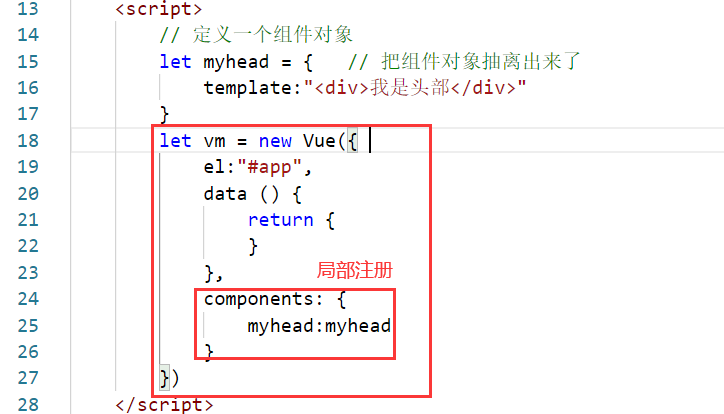 13 <script>
14 // 定义一个组件对象
15 let myhead = { // 把组件对象抽离出来了
16 template:"<div>我是头部</div>"
17 }
18 let vm = new Vue({
19 el:"#app",
20 data () {
21 return {
22 }
23 },
局部注册
24 components: {
25 myhead:myhead
26 }
27 })
28 </script>